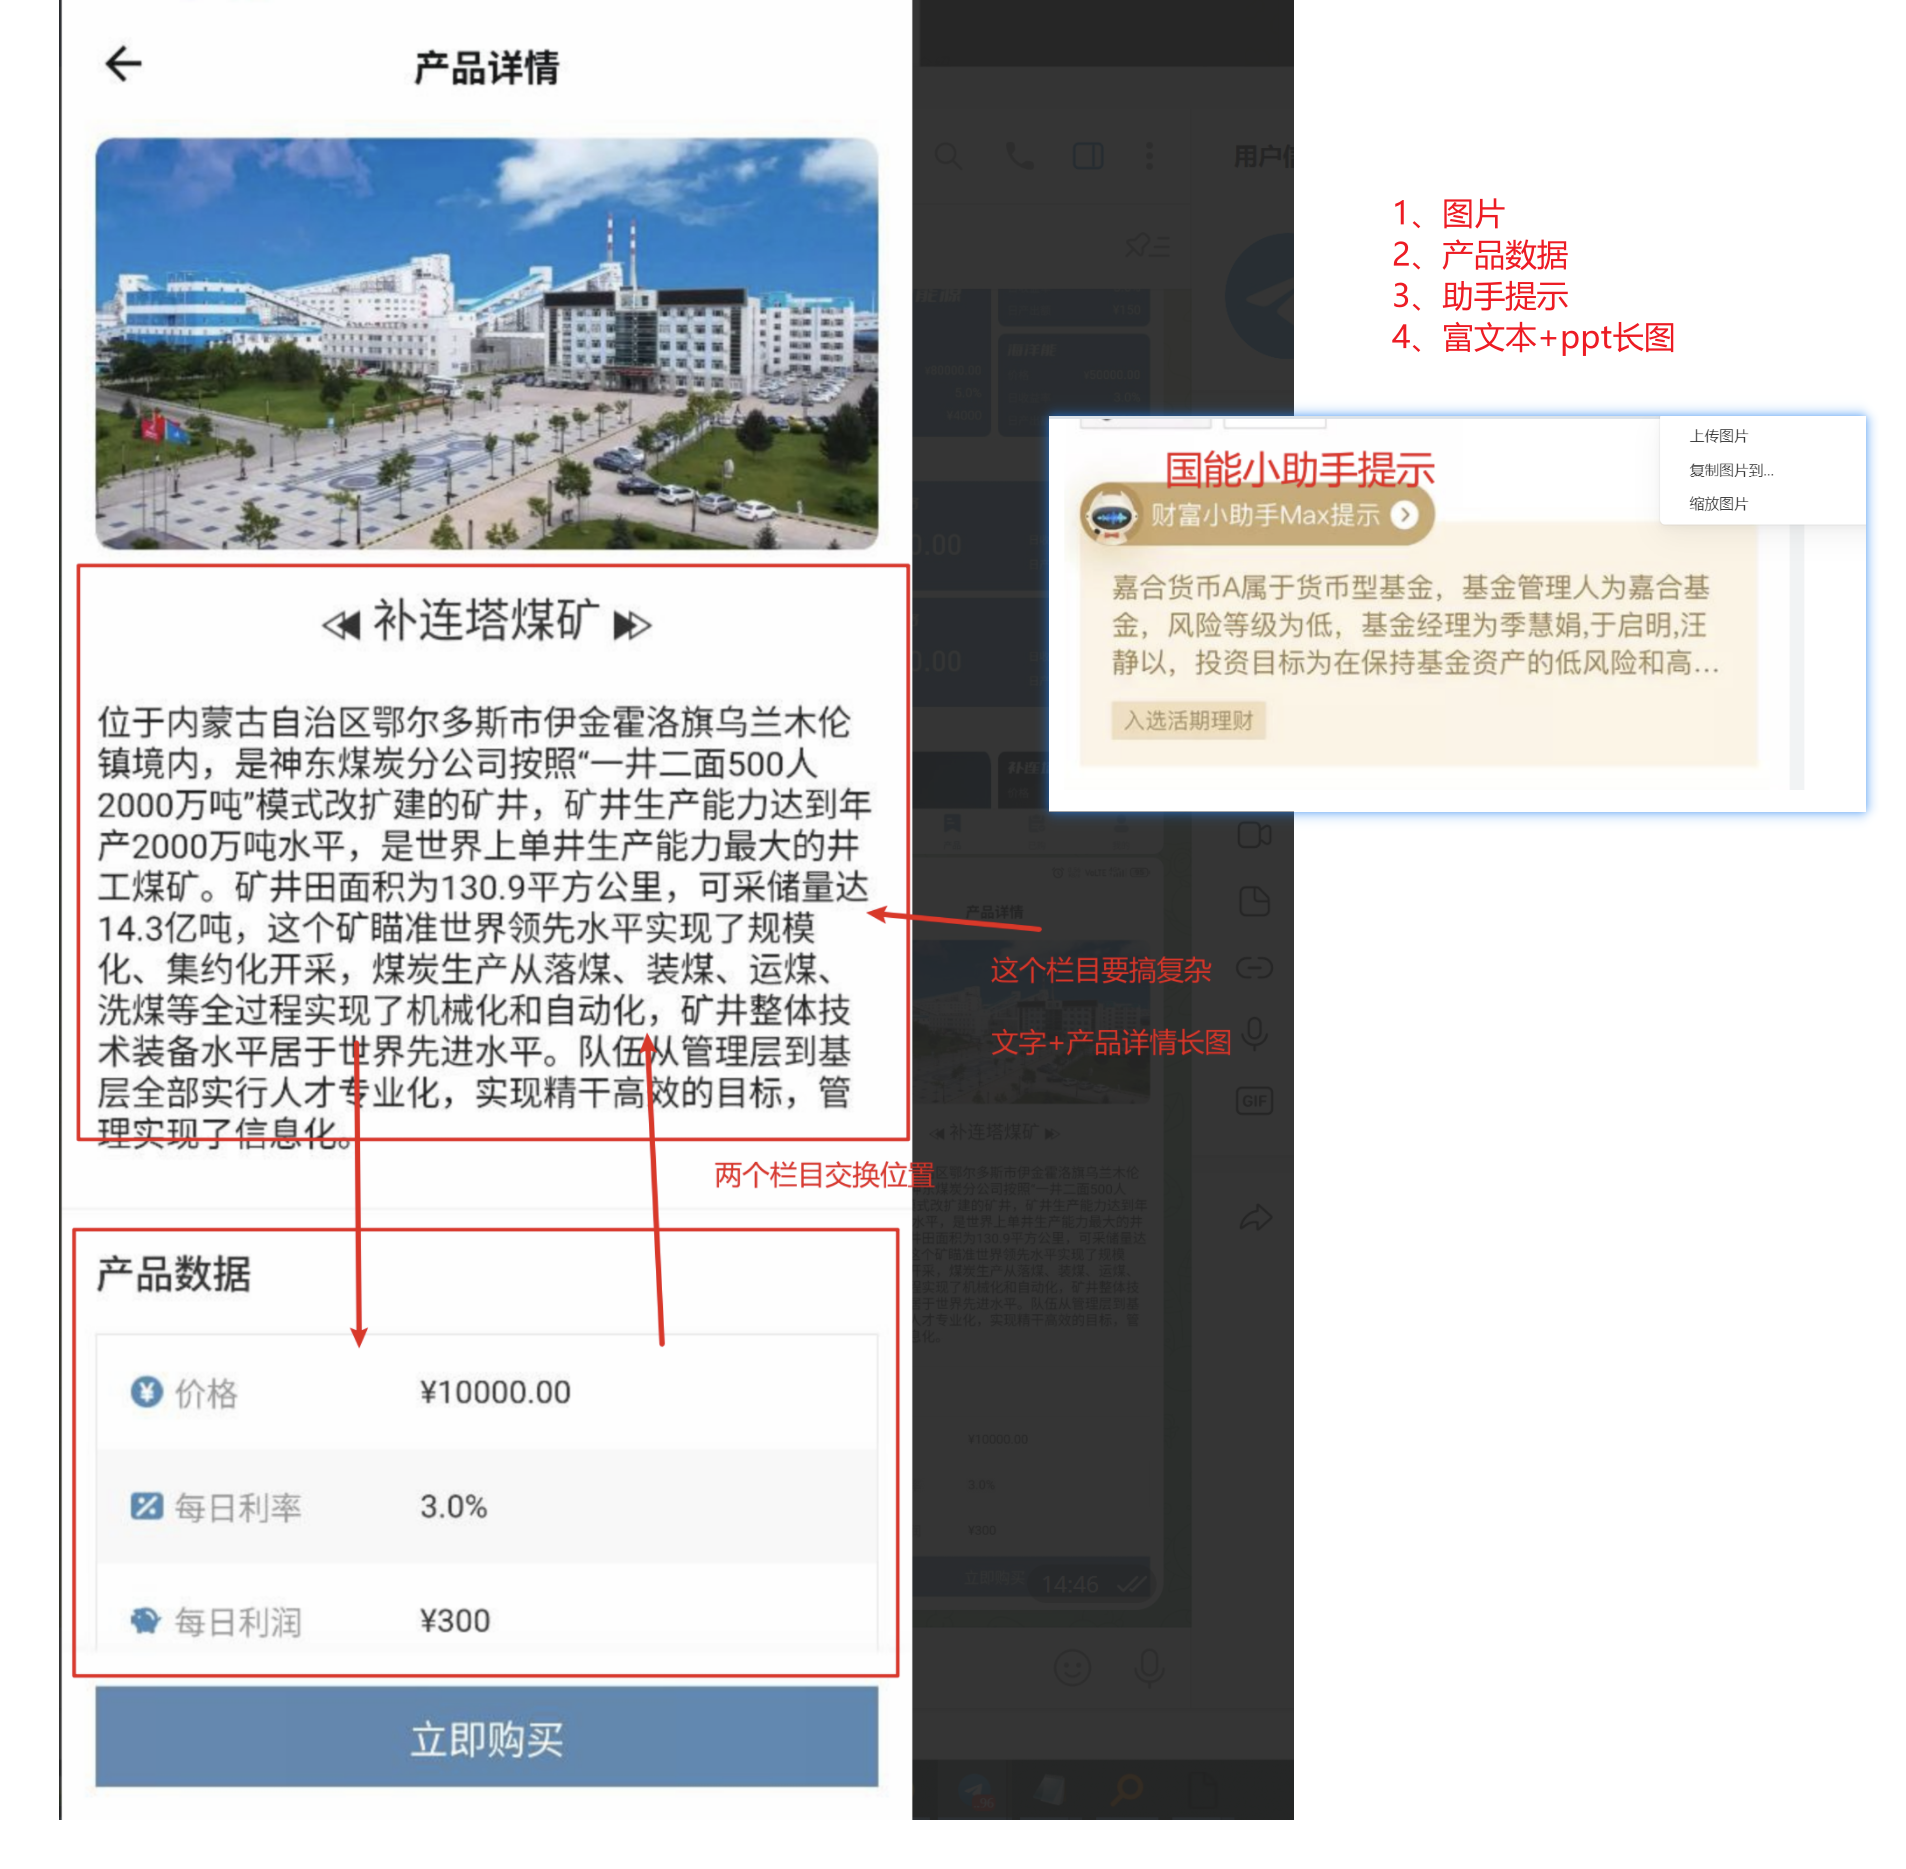 产品详情
补连塔煤矿
位于内蒙古自治区鄂尔多斯市伊金霍洛旗乌兰木伦
镇境内，是神东煤炭分公司按照“一井二面500人
2000万吨”模式改扩建的矿井，矿井生产能力达到年
产2000万吨水平，是世界上单井生产能力最大的井
工煤矿。矿井田面积为130.9平方公里，可采储量达
14.3亿吨，这个矿瞄准世界领先水平实现了规模
化、集约化开采，煤炭生产从落煤、装煤、运煤、
洗煤等全过程实现了机械化和自动化，矿井整体技
术装备水平居于世界先进水平。队伍从管理层到基
层全部实行人才专业化，实现精干高效的目标，管
理实现了信息化。
两个栏目交换位置
产品数据
价格 ¥10000.00
每日利率 3.0%
每日利润 ¥300
立即购买
用户
1、图片
2、产品数据
3、助手提示
4、富文本+ppt长图
上传图片
复制图片到...
缩放图片
国能小助手提示
财富小助手Max提示
嘉合货币A属于货币型基金，基金管理人为嘉合基
金，风险等级为低，基金经理为季慧娟,于启明,汪
静以，投资目标为在保持基金资产的低风险和高...
入选活期理财
产品详情
这个栏目要搞复杂
文字+产品详情长图
GIF
补连塔煤矿
¥10000.00
3.0%
¥300
立即购买
14:46